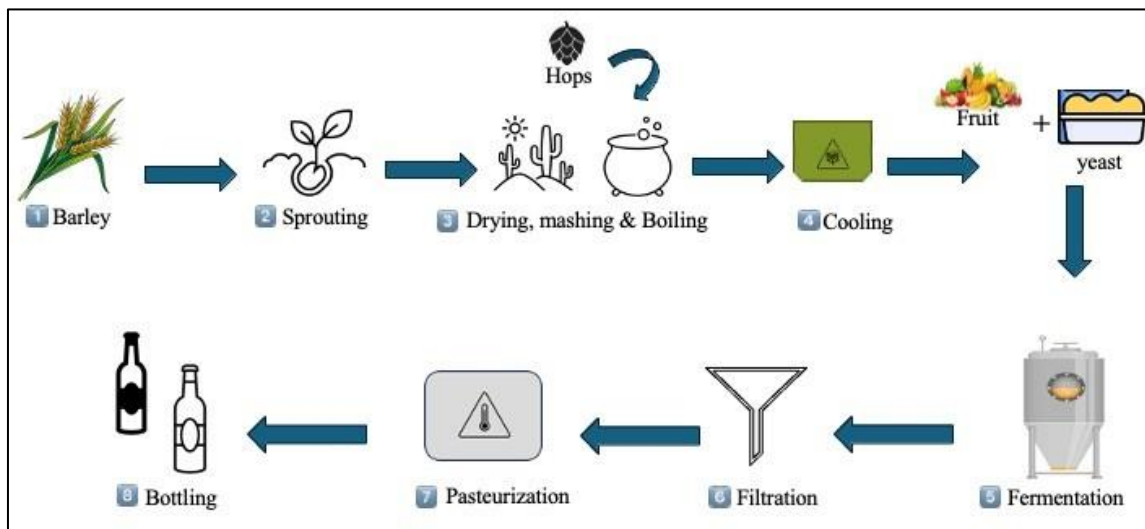 Hops
Fruit
+
yeast
1 Barley
2 Sprouting
3 Drying, mashing & Boiling
4 Cooling
8 Bottling
7 Pasteurization
6 Filtration
5 Fermentation